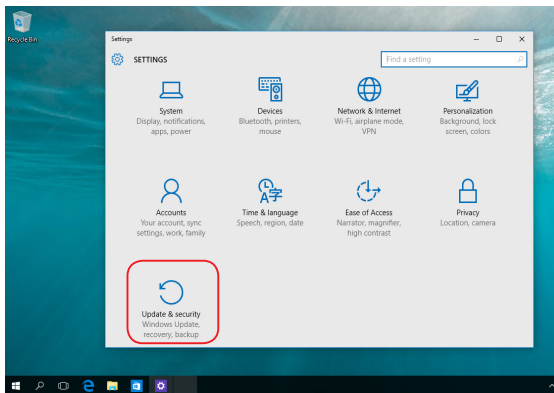 Recycle Bin
Settings
SETTINGS
Find a setting
System
Display, notifications,
apps, power
Devices
Bluetooth, printers,
mouse
Network & Internet
Wi-Fi, airplane mode,
VPN
Personalization
Background, lock
screen, colors
Accounts
Your account, sync
settings, work, family
Time & language
Speech, region, date
Ease of Access
Narrator, magnifier,
high contrast
Privacy
Location, camera
Update & security
Windows Update,
recovery, backup